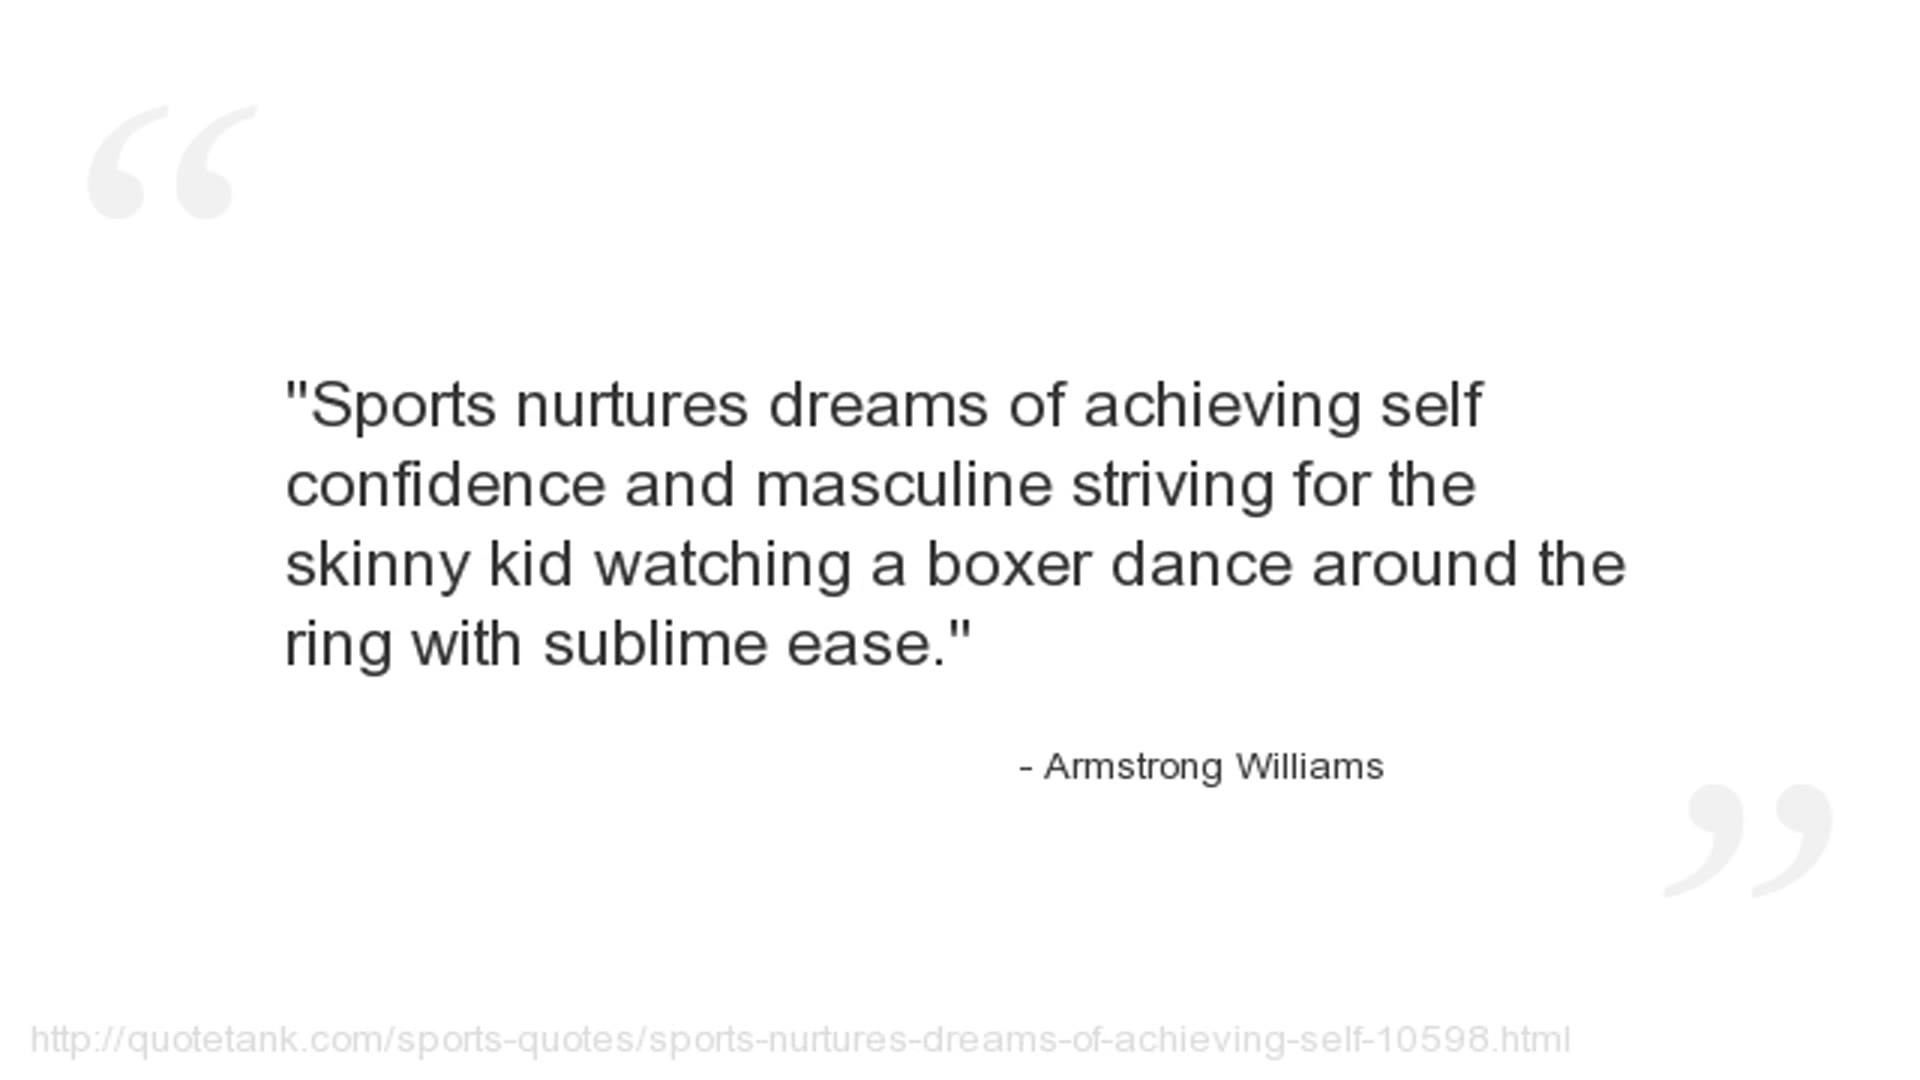 "Sports nurtures dreams of achieving self
confidence and masculine striving for the
skinny kid watching a boxer dance around the
ring with sublime ease."
- Armstrong Williams
http://quotetank.com/sports-quotes/sports-nurtures-dreams-of-achieving-self-10598.html